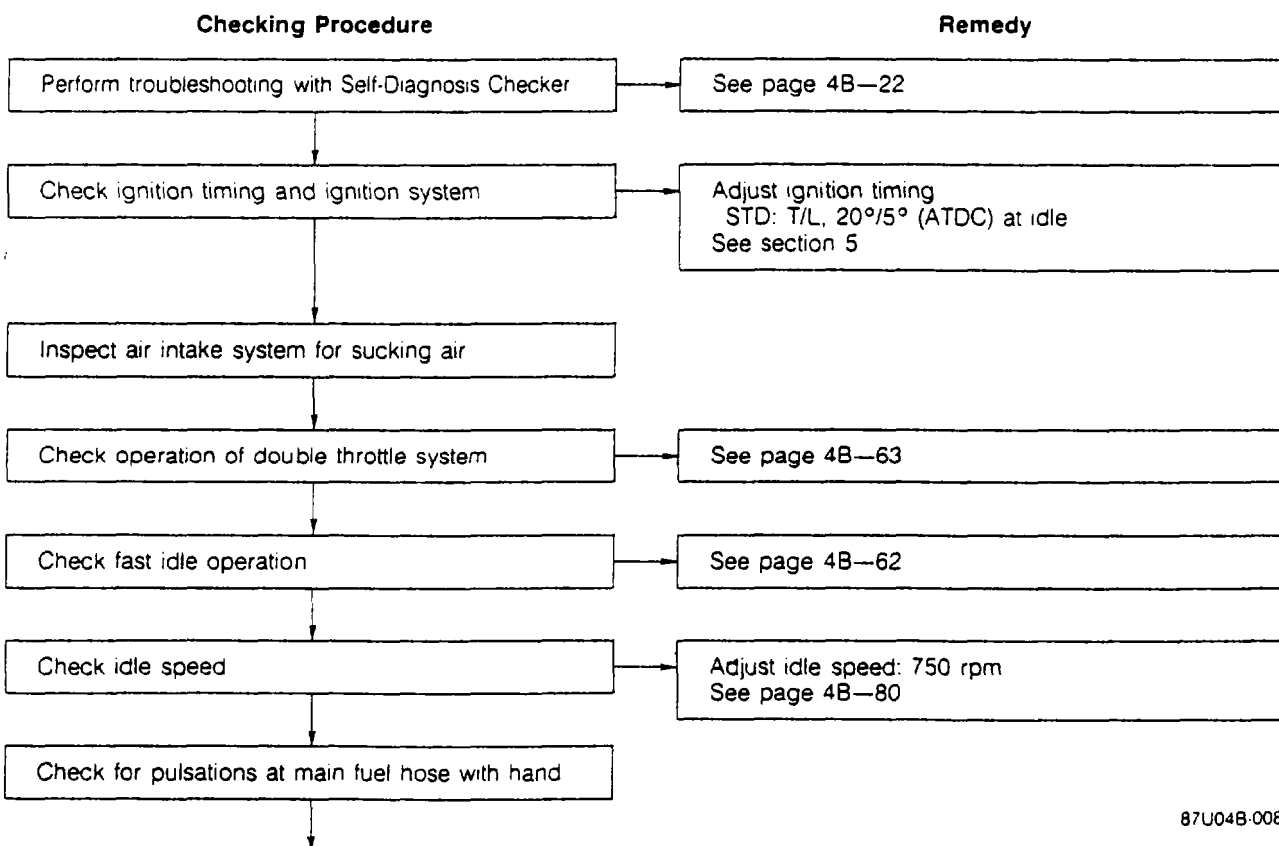 Checking Procedure
Remedy
Perform troubleshooting with Self-Diagnosis Checker
See page 4B—22
Check ignition timing and ignition system
Adjust ignition timing
STD: T/L, 20°/5° (ATDC) at idle
See section 5
Inspect air intake system for sucking air
Check operation of double throttle system
See page 4B—63
Check fast idle operation
See page 4B—62
Check idle speed
Adjust idle speed: 750 rpm
See page 4B—80
Check for pulsations at main fuel hose with hand
87U04B-008